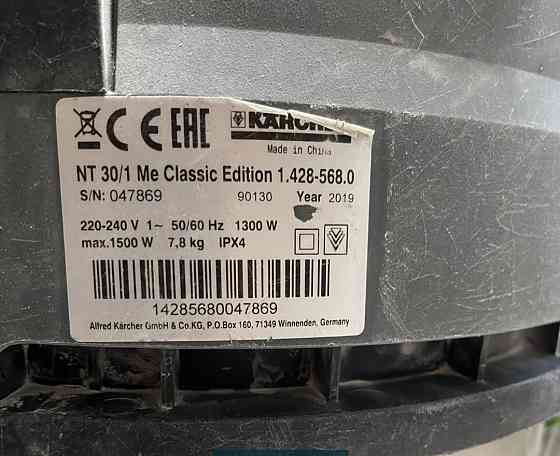 CE EAC KÄRCHER
Made in China
NT 30/1 Me Classic Edition 1.428-568.0
S/N: 047869 90130 Year 2019
220-240 V 1~ 50/60 Hz 1300 W
max.1500 W 7,8 kg IPX4
14285680047869
Alfred Kärcher GmbH & Co.KG, P.O.Box 160, 71349 Winnenden, Germany